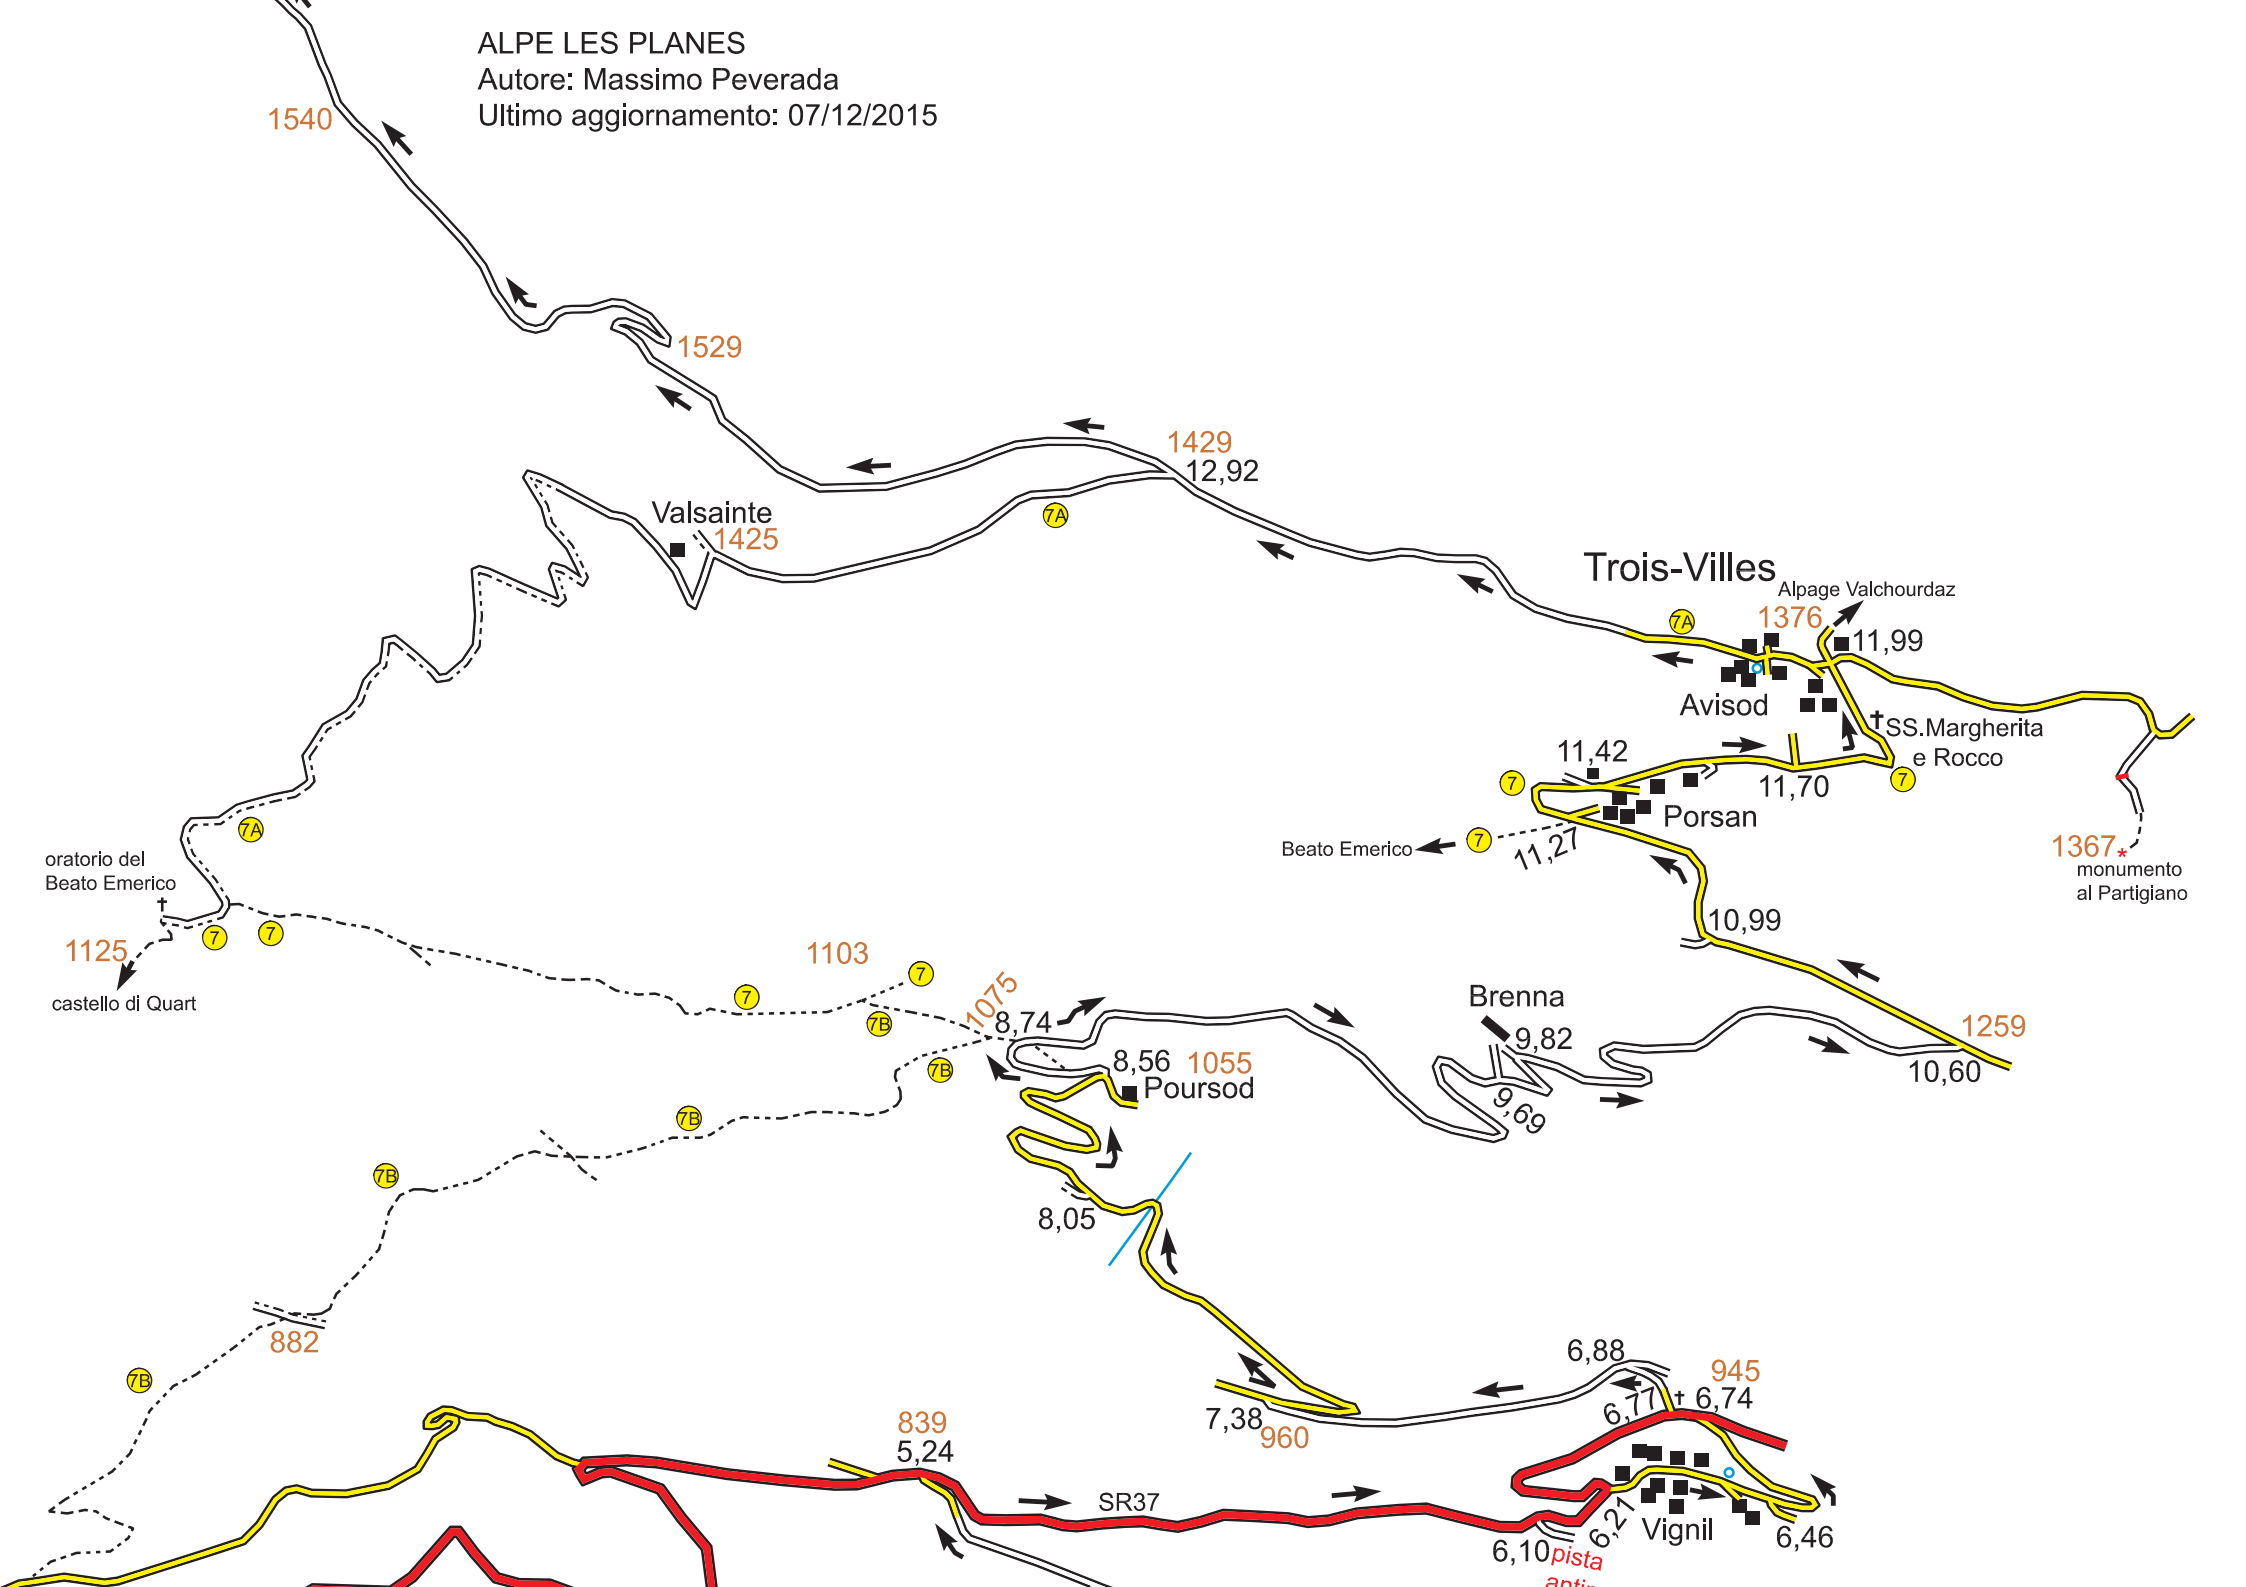 ALPE LES PLANES
Autore: Massimo Peverada
Ultimo aggiornamento: 07/12/2015
1540
1529
1429
12,92
7A
Valsainte
1425
Trois-Villes
Alpage Valchourdaz
7A
1376
11,99
Avisod
SS.Margherita
e Rocco
11,42
7
11,70
7
Porsan
Beato Emerico
7
11,27
1367
*
monumento
al Partigiano
7A
oratorio del
Beato Emerico
7
7
1125
castello di Quart
1103
7
7
7B
1075
8,74
10,99
Brenna
9,82
1259
10,60
7B
8,56
1055
Poursod
9,69
7B
7B
8,05
882
7B
6,88
945
6,77
6,74
7,38
960
839
5,24
SR37
6,21
Vignil
6,46
6,10
pista